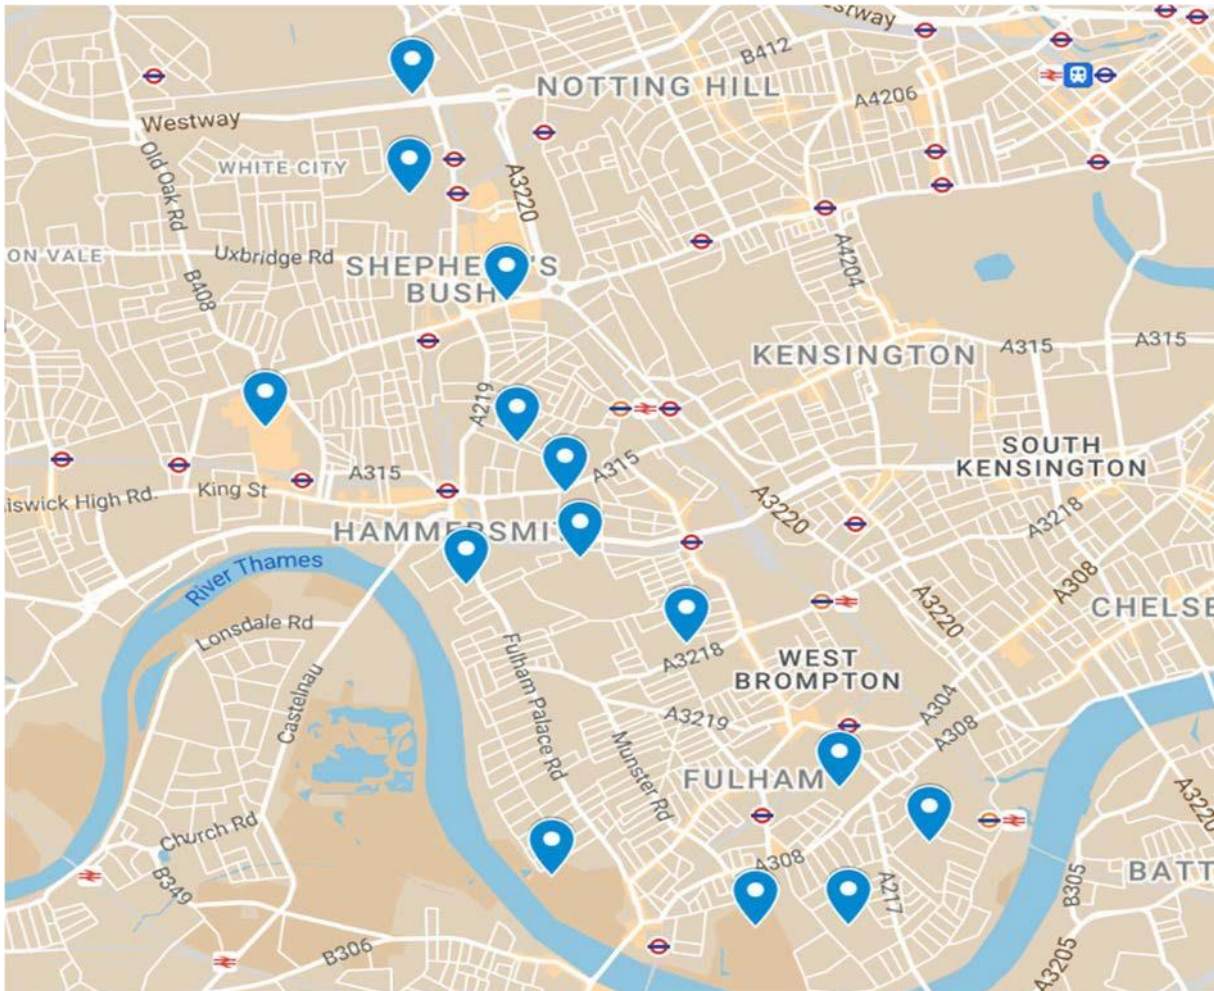 estway
B412
NOTTING HILL
A4206
Westway
Old Oak Rd
WHITE CITY
A3220
ON VALE
Uxbridge Rd
SHEPHE
'S
BUSH
B408
A4204
KENSINGTON
A315
A315
A219
SOUTH
KENSINGTON
A315
A315
King St
iswick High Rd.
A3220
A3218
HAMMERSMI
River Thames
A308
A3220
CHELSE
Lonsdale Rd
Fulham Palace Rd
A3218
WEST
BROMPTON
Castelnau
A3219
A304
A308
Munster Rd
FULHAM
A3220
Church Rd
A308
B349
A217
B305
BATT
B306
A3205